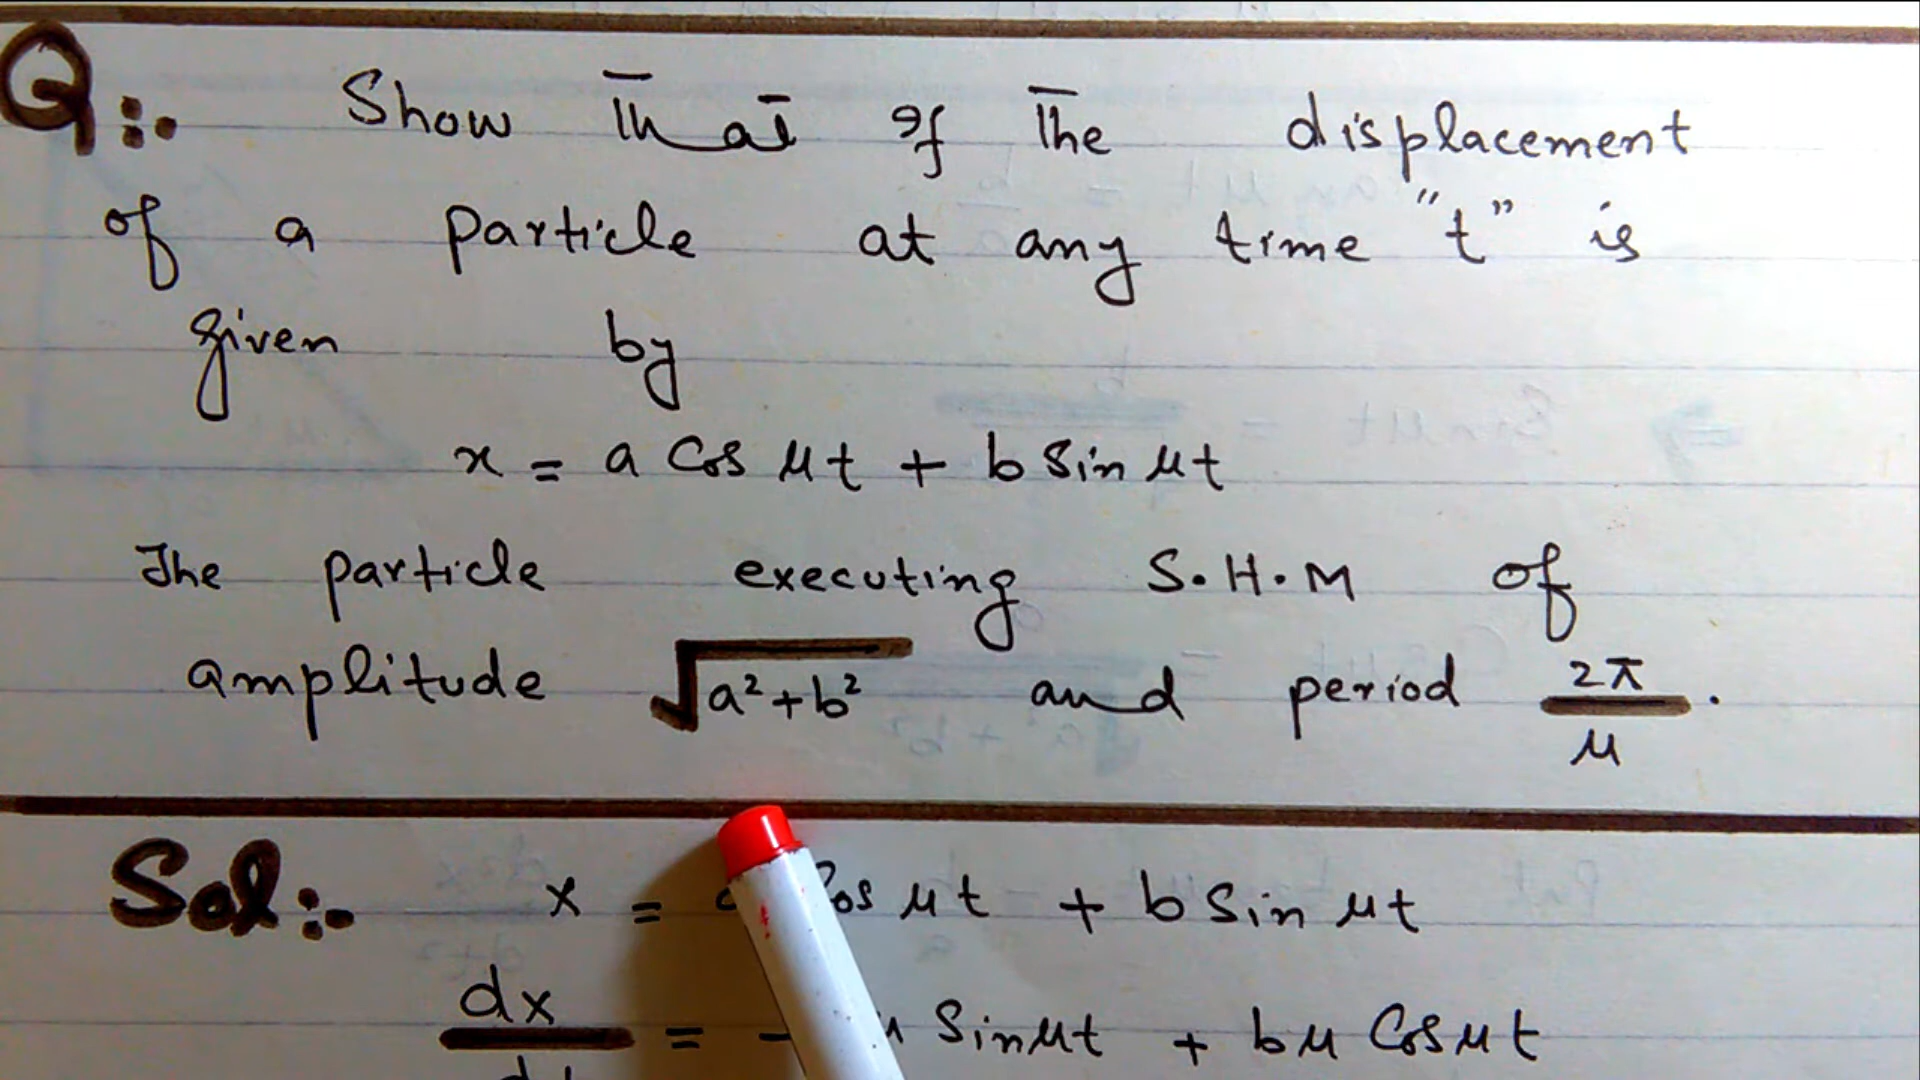 Q:. Show that if the displacement
of a particle at any time "t" is
given by
x = a Cos μt + b Sin μt
The particle executing S.H.M of
amplitude √a²+b² and period 2π/μ.
Sol:- x = Cos μt + b Sin μt
dx = - Sin μt + bμ Cos μt